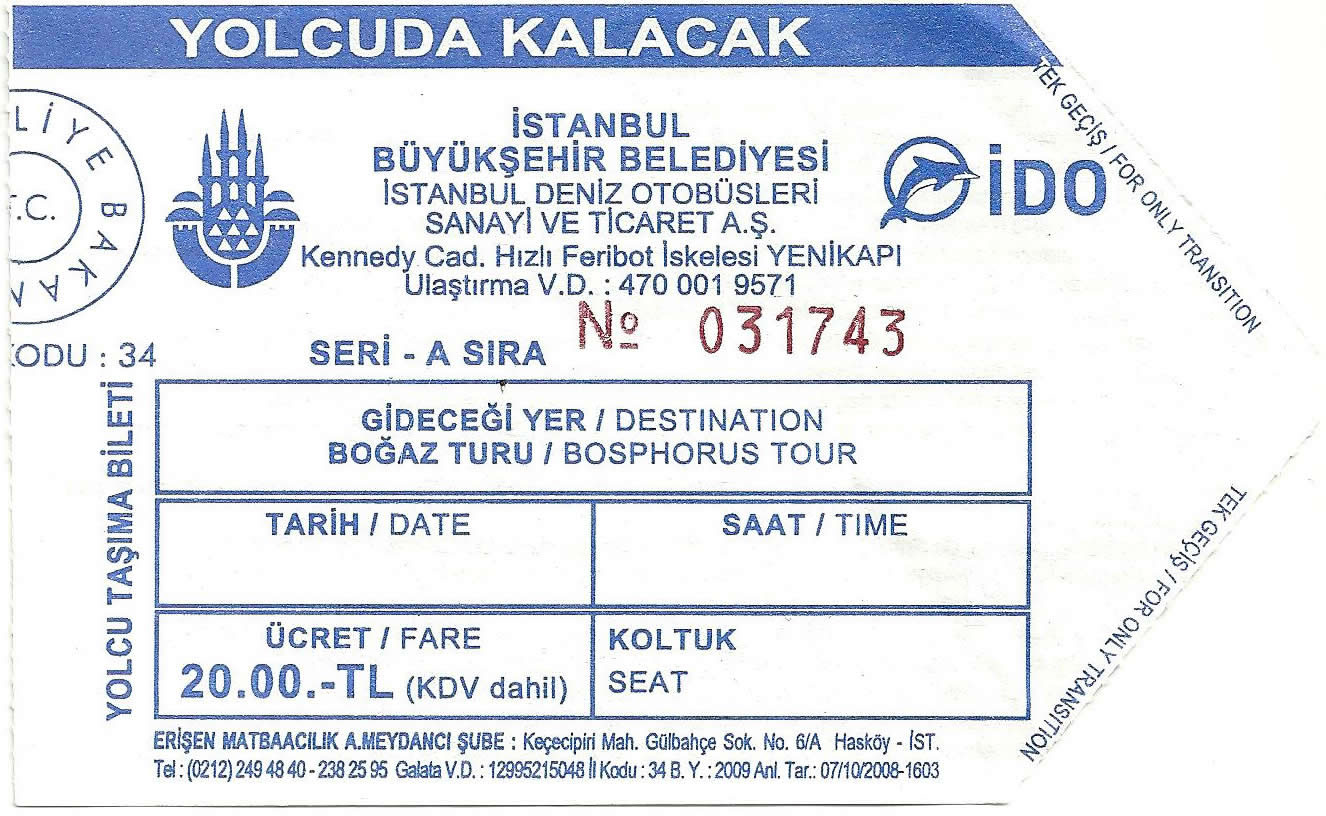 YOLCUDA KALACAK
LİYE BAKAN
T.C.
KODU : 34
İSTANBUL
BÜYÜKŞEHİR BELEDİYESİ
İSTANBUL DENİZ OTOBÜSLERİ
SANAYİ VE TİCARET A.Ş.
Kennedy Cad. Hızlı Feribot İskelesi YENİKAPI
Ulaştırma V.D. : 470 001 9571
İDO
TEK GEÇİŞ / FOR ONLY TRANSITION
SERİ - A SIRA № 031743
YOLCU TAŞIMA BİLETİ
GİDECEĞİ YER / DESTINATION
BOĞAZ TURU / BOSPHORUS TOUR
TARİH / DATE
SAAT / TIME
ÜCRET / FARE
20.00.-TL (KDV dahil)
KOLTUK
SEAT
TEK GEÇİŞ / FOR ONLY TRANSITION
ERİŞEN MATBAACILIK A.MEYDANCI ŞUBE : Keçecipiri Mah. Gülbahçe Sok. No. 6/A Hasköy - İST.
Tel : (0212) 249 48 40 - 238 25 95 Galata V.D. : 12995215048 İl Kodu : 34 B. Y. : 2009 Anl. Tar.: 07/10/2008-1603